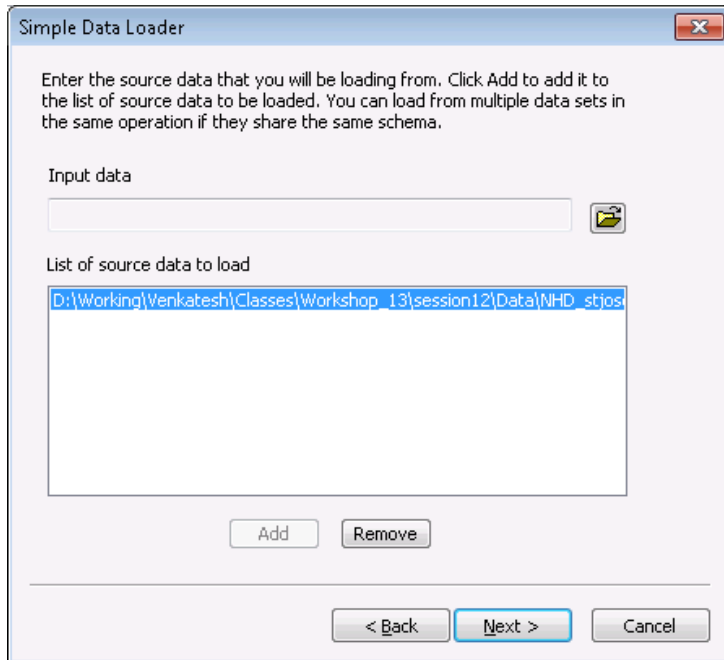 Simple Data Loader
Enter the source data that you will be loading from. Click Add to add it to
the list of source data to be loaded. You can load from multiple data sets in
the same operation if they share the same schema.
Input data
List of source data to load
D:\Working\Venkatesh\Classes\Workshop_13\session12\Data\NHD_stjos
Add
Remove
< Back
Next >
Cancel